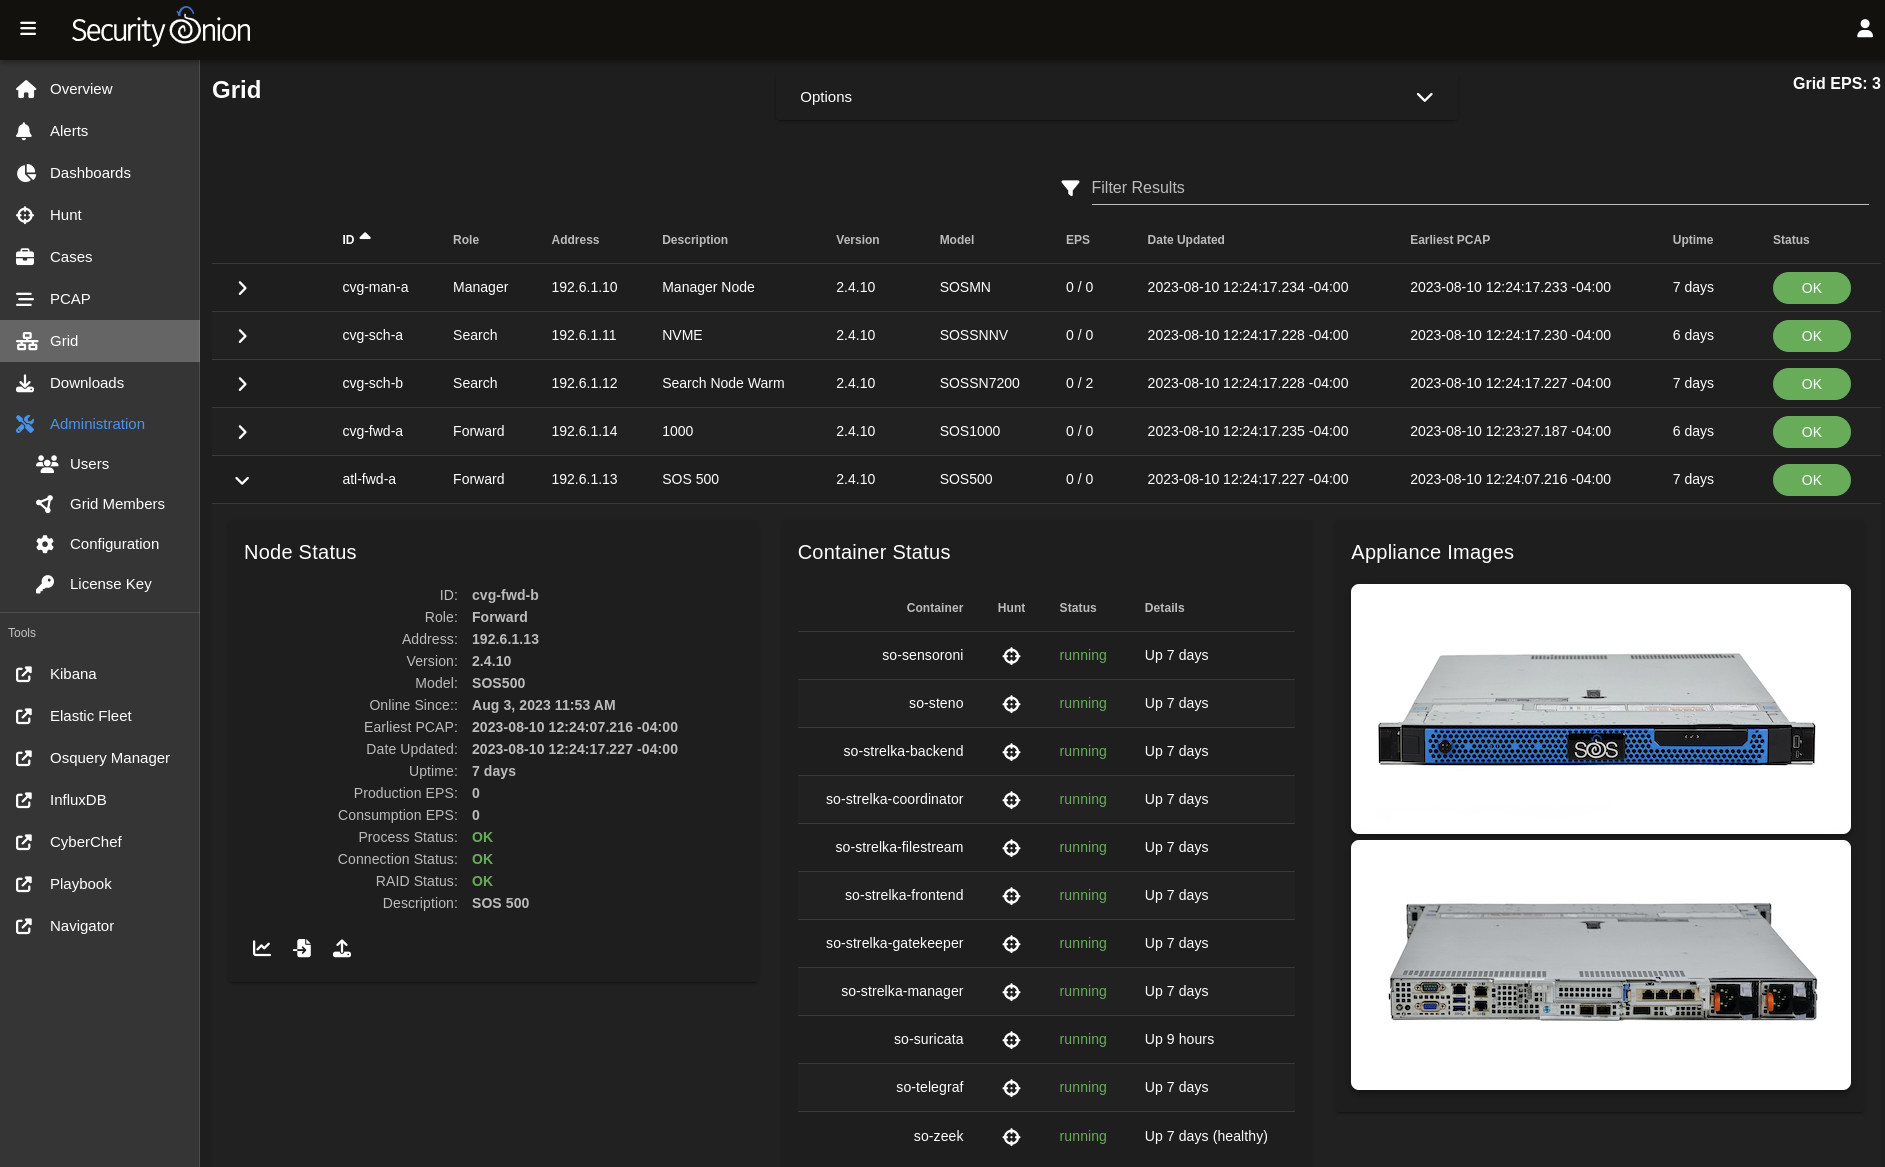 Security Onion
Overview
Alerts
Dashboards
Hunt
Cases
PCAP
Grid
Downloads
Administration
Users
Grid Members
Configuration
License Key
Tools
Kibana
Elastic Fleet
Osquery Manager
InfluxDB
CyberChef
Playbook
Navigator
Grid
Options
Grid EPS: 3
Filter Results
ID Role Address Description Version Model EPS Date Updated Earliest PCAP Uptime Status
cvg-man-a Manager 192.6.1.10 Manager Node 2.4.10 SOSMN 0 / 0 2023-08-10 12:24:17.234 -04:00 2023-08-10 12:24:17.233 -04:00 7 days OK
cvg-sch-a Search 192.6.1.11 NVME 2.4.10 SOSSNNV 0 / 0 2023-08-10 12:24:17.228 -04:00 2023-08-10 12:24:17.230 -04:00 6 days OK
cvg-sch-b Search 192.6.1.12 Search Node Warm 2.4.10 SOSSN7200 0 / 2 2023-08-10 12:24:17.228 -04:00 2023-08-10 12:24:17.227 -04:00 7 days OK
cvg-fwd-a Forward 192.6.1.14 1000 2.4.10 SOS1000 0 / 0 2023-08-10 12:24:17.235 -04:00 2023-08-10 12:23:27.187 -04:00 6 days OK
atl-fwd-a Forward 192.6.1.13 SOS 500 2.4.10 SOS500 0 / 0 2023-08-10 12:24:17.227 -04:00 2023-08-10 12:24:07.216 -04:00 7 days OK
Node Status
ID: cvg-fwd-b
Role: Forward
Address: 192.6.1.13
Version: 2.4.10
Model: SOS500
Online Since:: Aug 3, 2023 11:53 AM
Earliest PCAP: 2023-08-10 12:24:07.216 -04:00
Date Updated: 2023-08-10 12:24:17.227 -04:00
Uptime: 7 days
Production EPS: 0
Consumption EPS: 0
Process Status: OK
Connection Status: OK
RAID Status: OK
Description: SOS 500
Container Status
Container Hunt Status Details
so-sensoroni running Up 7 days
so-steno running Up 7 days
so-strelka-backend running Up 7 days
so-strelka-coordinator running Up 7 days
so-strelka-filestream running Up 7 days
so-strelka-frontend running Up 7 days
so-strelka-gatekeeper running Up 7 days
so-strelka-manager running Up 7 days
so-suricata running Up 9 hours
so-telegraf running Up 7 days
so-zeek running Up 7 days (healthy)
Appliance Images
SOS